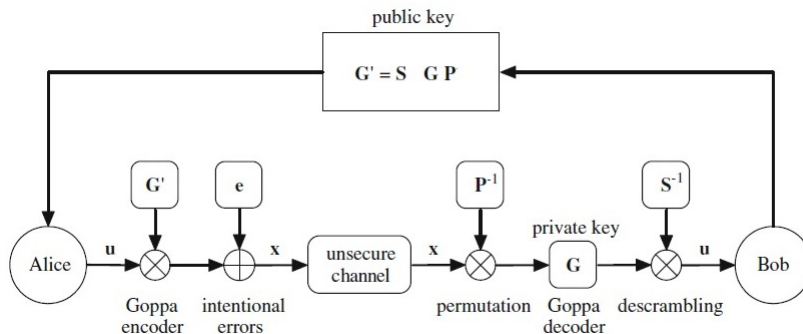 public key
G' = S G P
G'
e
P-1
S-1
private key
Alice
u
x
unsecure
channel
x
G
u
Bob
Goppa
encoder
intentional
errors
permutation
Goppa
decoder
descrambling